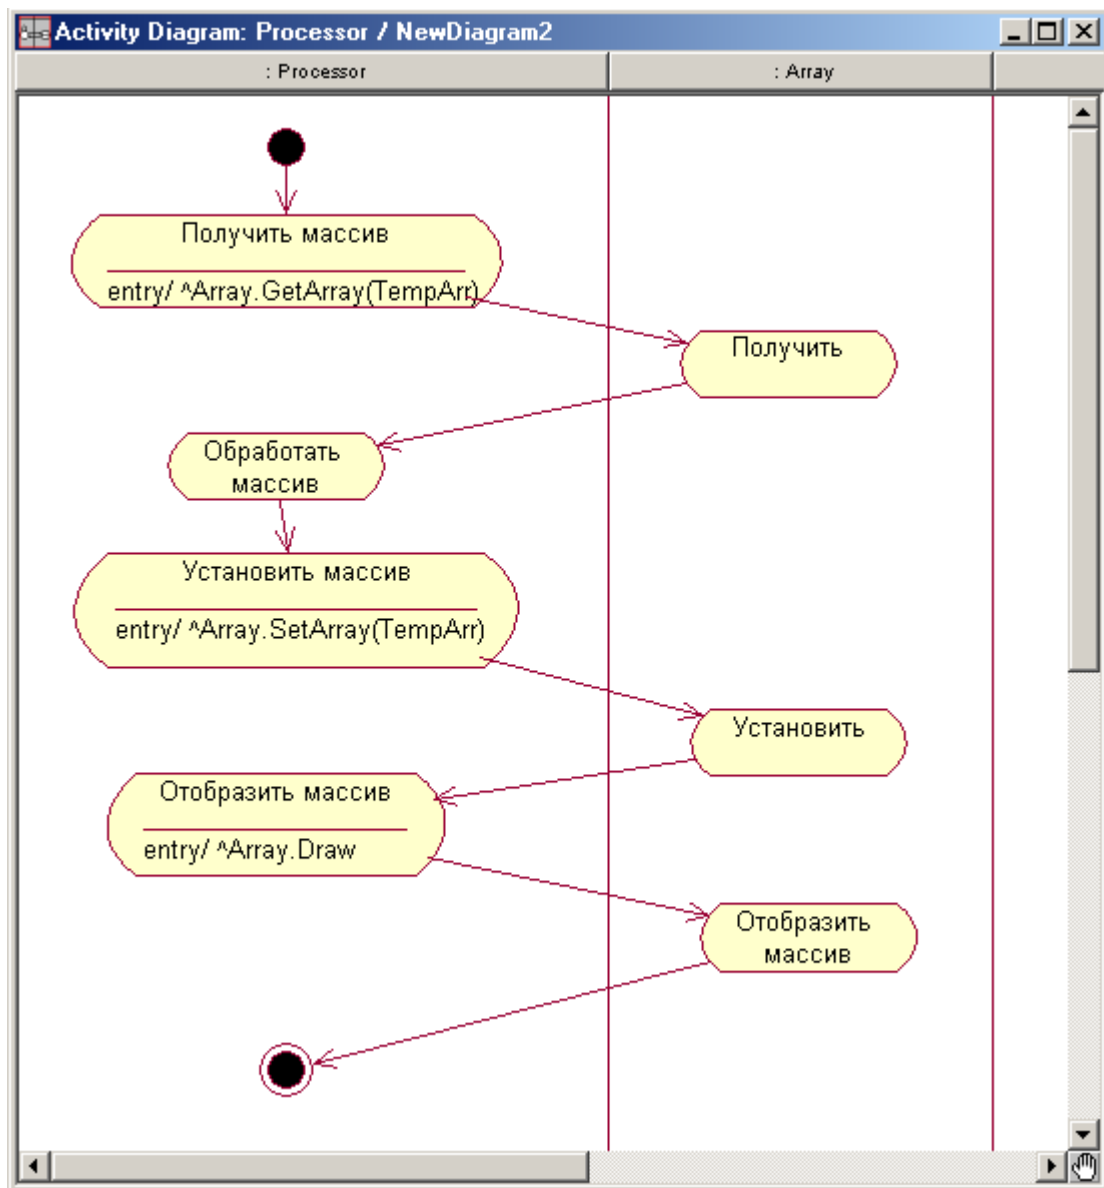 Activity Diagram: Processor / NewDiagram2
: Processor
: Array
Получить массив
entry/ ^Array.GetArray(TempArr)
Получить
Обработать
массив
Установить массив
entry/ ^Array.SetArray(TempArr)
Установить
Отобразить массив
entry/ ^Array.Draw
Отобразить
массив